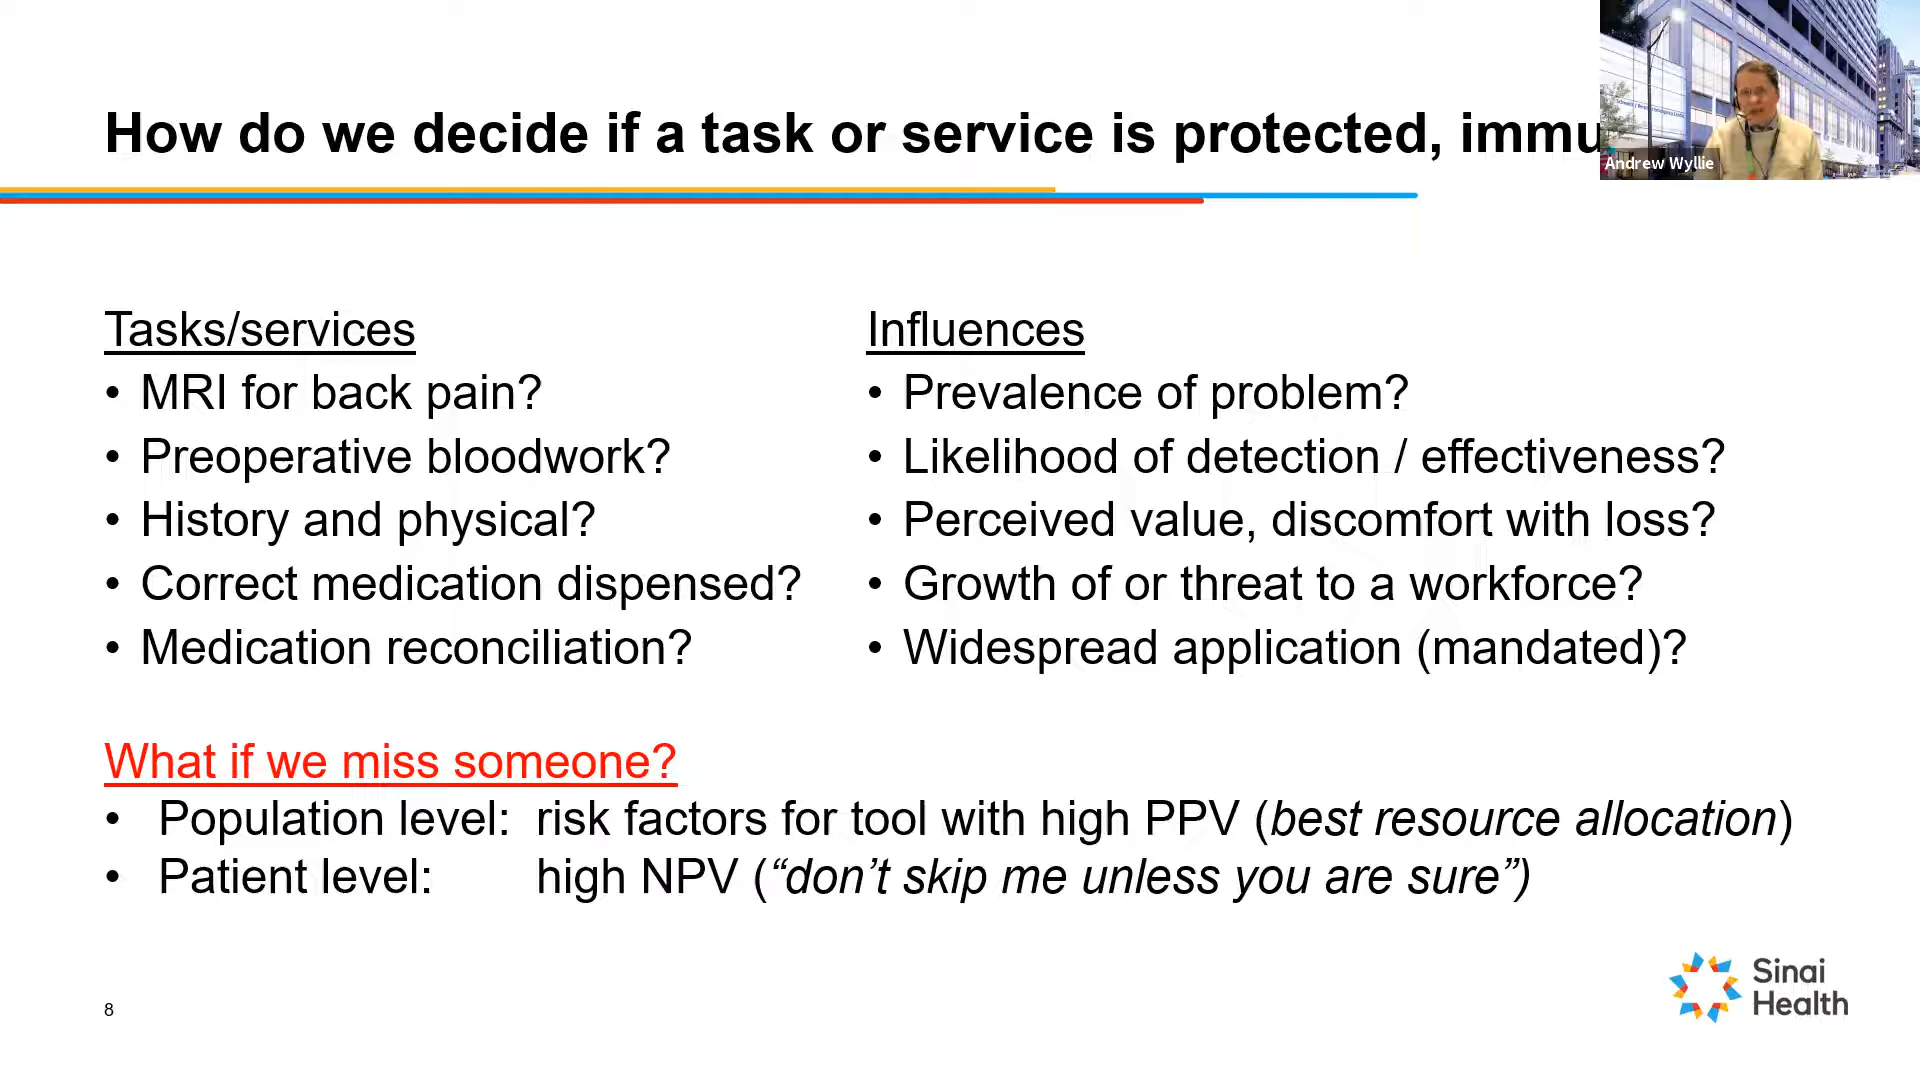 How do we decide if a task or service is protected, immu
Andrew Wyllie
Tasks/services
• MRI for back pain?
• Preoperative bloodwork?
• History and physical?
• Correct medication dispensed?
• Medication reconciliation?
Influences
• Prevalence of problem?
• Likelihood of detection / effectiveness?
• Perceived value, discomfort with loss?
• Growth of or threat to a workforce?
• Widespread application (mandated)?
What if we miss someone?
• Population level: risk factors for tool with high PPV (best resource allocation)
• Patient level: high NPV (“don’t skip me unless you are sure”)
8
Sinai
Health